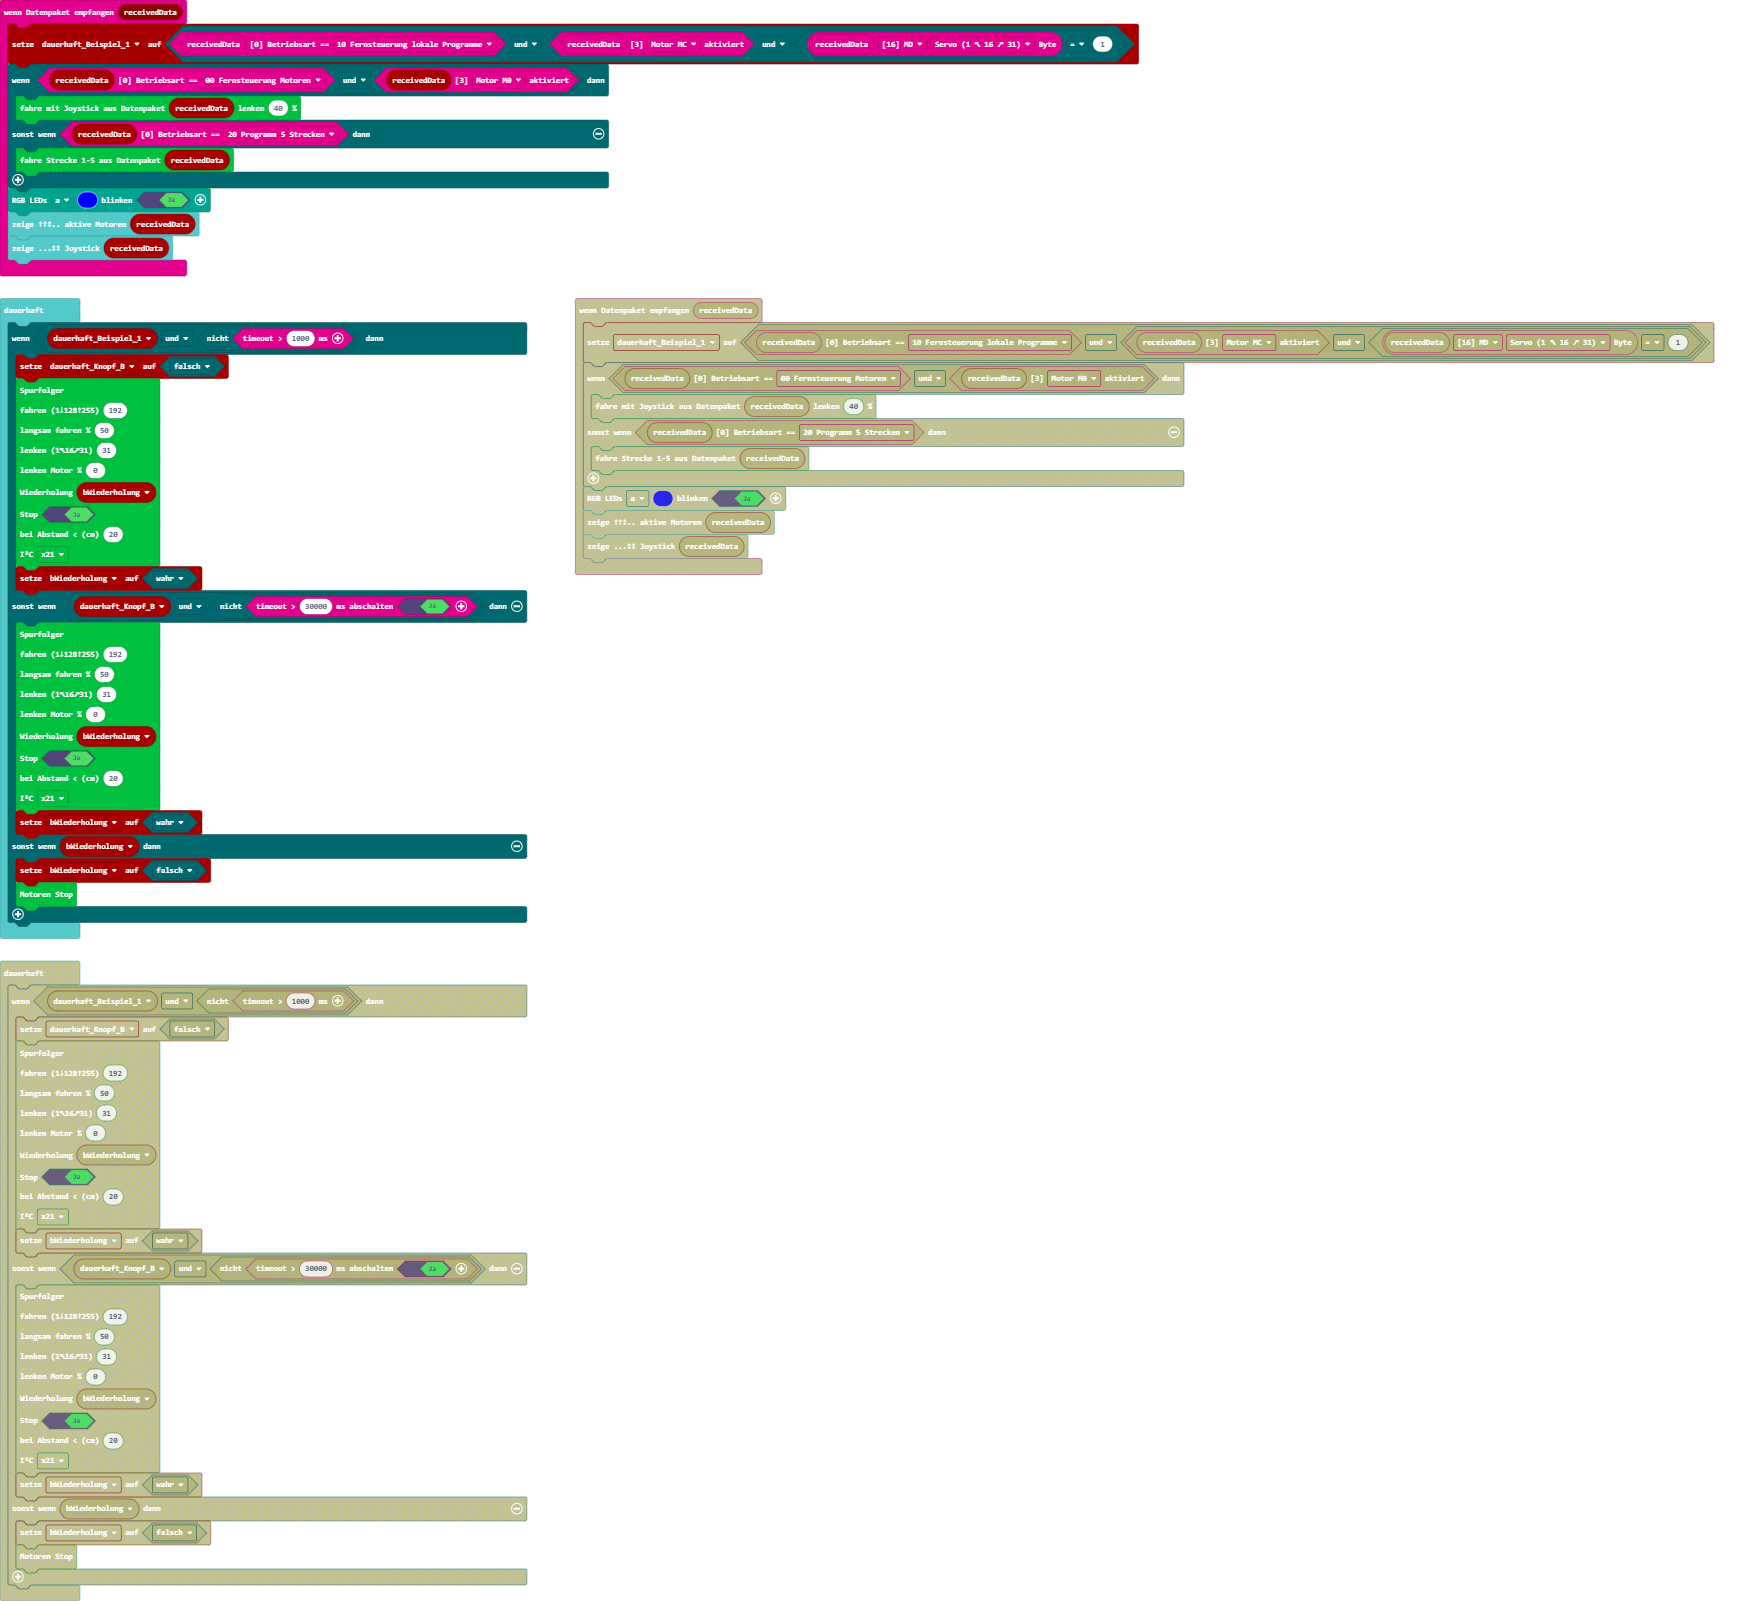 wenn Datenpaket empfangen receivedData
setze dauerhaft_Beispiel_1 auf receivedData [0] Betriebsart == 10 Fernsteuerung lokale Programme und receivedData [3] Motor MC aktiviert und receivedData [16] MD Servo (1 ↖ 16 ↗ 31) Byte = 1
wenn receivedData [0] Betriebsart == 00 Fernsteuerung Motoren und receivedData [3] Motor M0 aktiviert dann
fahre mit Joystick aus Datenpaket receivedData lenken 40 %
sonst wenn receivedData [0] Betriebsart == 20 Programm 5 Strecken dann
fahre Strecke 1-5 aus Datenpaket receivedData
RGB LEDs a blinken Ja
zeige ↑↑↕.. aktive Motoren receivedData
zeige ...↕↕ Joystick receivedData
dauerhaft
wenn dauerhaft_Beispiel_1 und nicht timeout > 1000 ms dann
setze dauerhaft_Knopf_B auf falsch
Spurfolger
fahren (1↓128↑255) 192
langsam fahren % 50
lenken (1↖16↗31) 31
lenken Motor % 0
Wiederholung bWiederholung
Stop Ja
bei Abstand < (cm) 20
I²C x21
setze bWiederholung auf wahr
sonst wenn dauerhaft_Knopf_B und nicht timeout > 30000 ms abschalten Ja dann
Spurfolger
fahren (1↓128↑255) 192
langsam fahren % 50
lenken (1↖16↗31) 31
lenken Motor % 0
Wiederholung bWiederholung
Stop Ja
bei Abstand < (cm) 20
I²C x21
setze bWiederholung auf wahr
sonst wenn bWiederholung dann
setze bWiederholung auf falsch
Motoren Stop
wenn Datenpaket empfangen receivedData
setze dauerhaft_Beispiel_1 auf receivedData [0] Betriebsart == 10 Fernsteuerung lokale Programme und receivedData [3] Motor MC aktiviert und receivedData [16] MD Servo (1 ↖ 16 ↗ 31) Byte = 1
wenn receivedData [0] Betriebsart == 00 Fernsteuerung Motoren und receivedData [3] Motor M0 aktiviert dann
fahre mit Joystick aus Datenpaket receivedData lenken 40 %
sonst wenn receivedData [0] Betriebsart == 20 Programm 5 Strecken dann
fahre Strecke 1-5 aus Datenpaket receivedData
RGB LEDs a blinken Ja
zeige ↑↑↕.. aktive Motoren receivedData
zeige ...↕↕ Joystick receivedData
dauerhaft
wenn dauerhaft_Beispiel_1 und nicht timeout > 1000 ms dann
setze dauerhaft_Knopf_B auf falsch
Spurfolger
fahren (1↓128↑255) 192
langsam fahren % 50
lenken (1↖16↗31) 31
lenken Motor % 0
Wiederholung bWiederholung
Stop Ja
bei Abstand < (cm) 20
I²C x21
setze bWiederholung auf wahr
sonst wenn dauerhaft_Knopf_B und nicht timeout > 30000 ms abschalten Ja dann
Spurfolger
fahren (1↓128↑255) 192
langsam fahren % 50
lenken (1↖16↗31) 31
lenken Motor % 0
Wiederholung bWiederholung
Stop Ja
bei Abstand < (cm) 20
I²C x21
setze bWiederholung auf wahr
sonst wenn bWiederholung dann
setze bWiederholung auf falsch
Motoren Stop